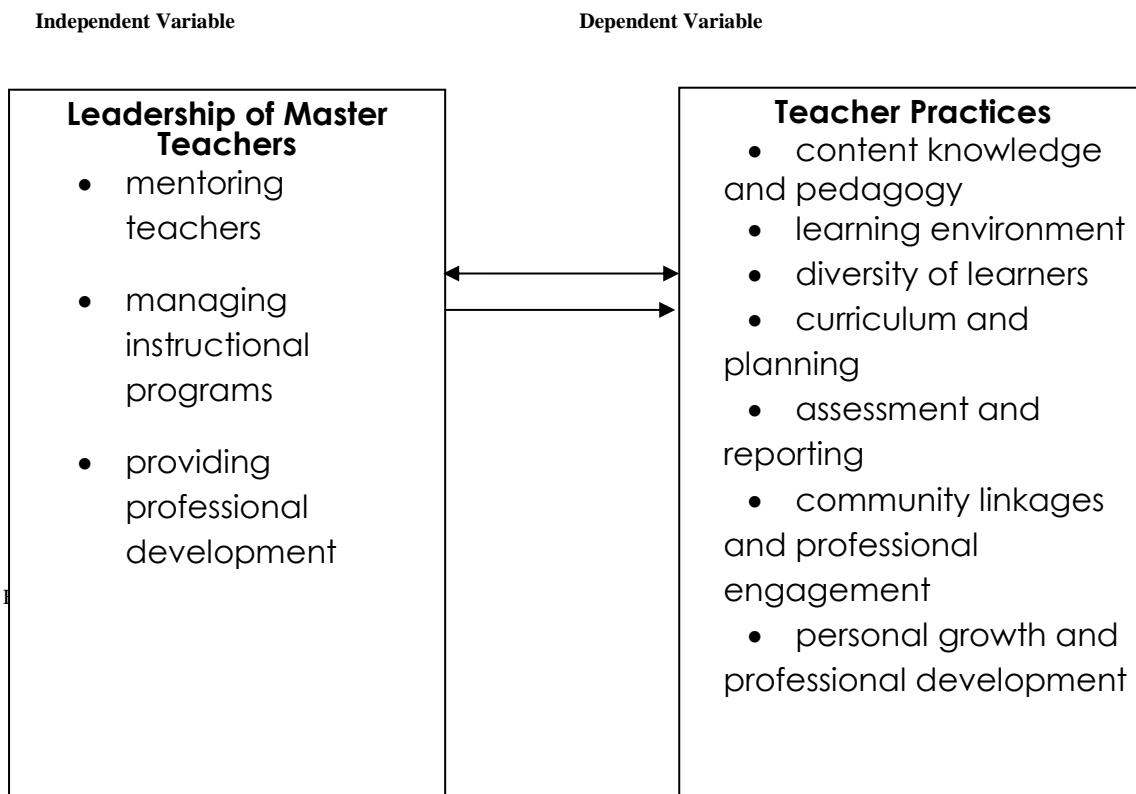 Independent Variable
Dependent Variable
Leadership of Master
Teachers
• mentoring
teachers
• managing
instructional
programs
• providing
professional
development
Teacher Practices
• content knowledge
and pedagogy
• learning environment
• diversity of learners
• curriculum and
planning
• assessment and
reporting
• community linkages
and professional
engagement
• personal growth and
professional development